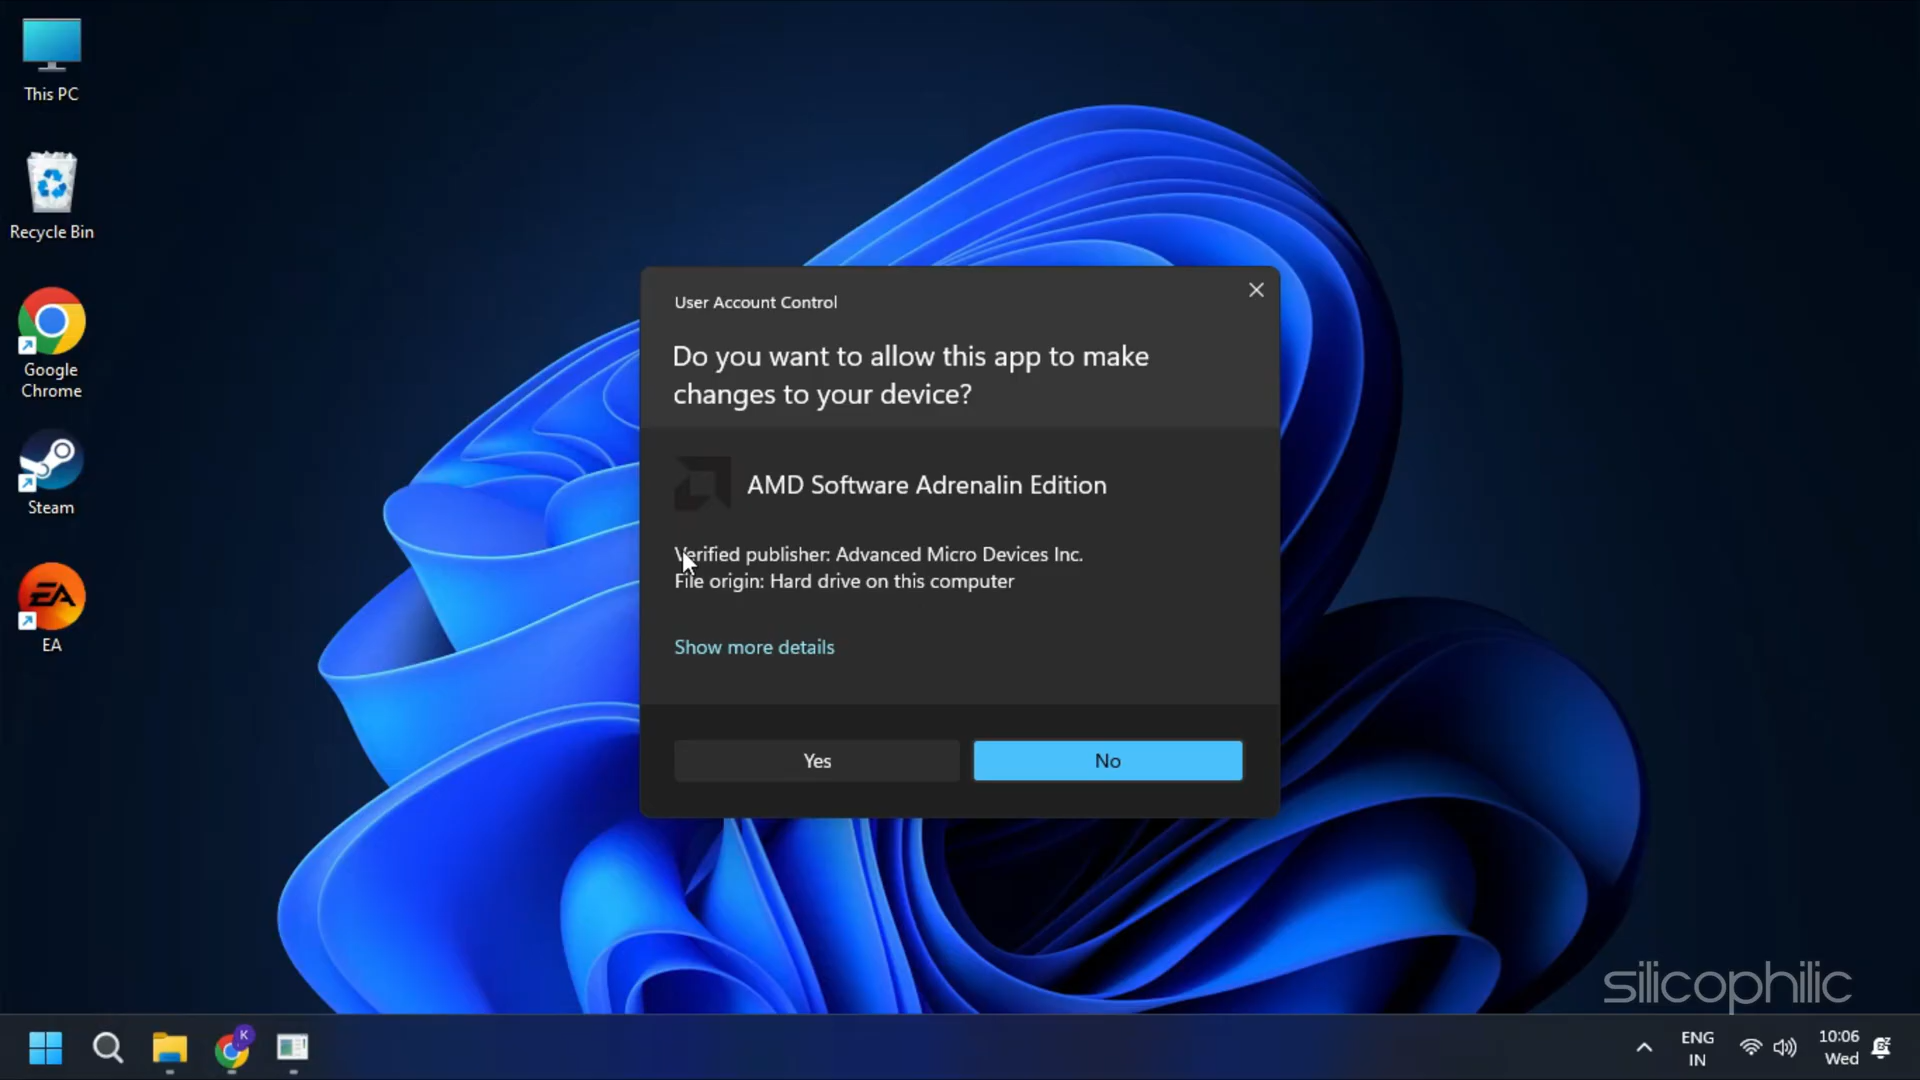 This PC
Recycle Bin
Google
Chrome
Steam
EA
EA
User Account Control
Do you want to allow this app to make
changes to your device?
AMD Software Adrenalin Edition
Verified publisher: Advanced Micro Devices Inc.
File origin: Hard drive on this computer
Show more details
Yes
No
silicophilic
K
ENG
IN
10:06
Wed